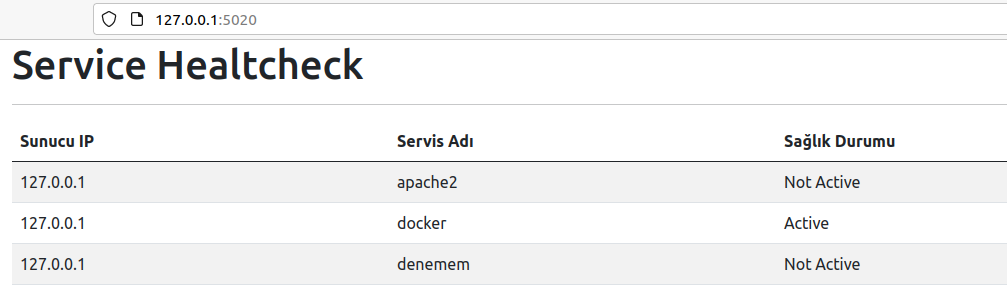 127.0.0.1:5020
Service Healtcheck
Sunucu IP Servis Adı Sağlık Durumu
127.0.0.1 apache2 Not Active
127.0.0.1 docker Active
127.0.0.1 denemem Not Active